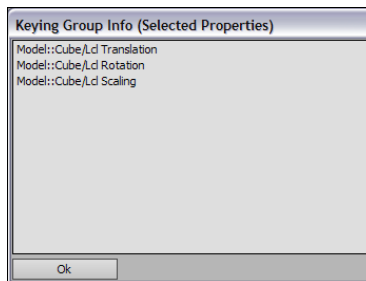 Keying Group Info (Selected Properties)
Model::Cube/Lcl Translation
Model::Cube/Lcl Rotation
Model::Cube/Lcl Scaling
Ok